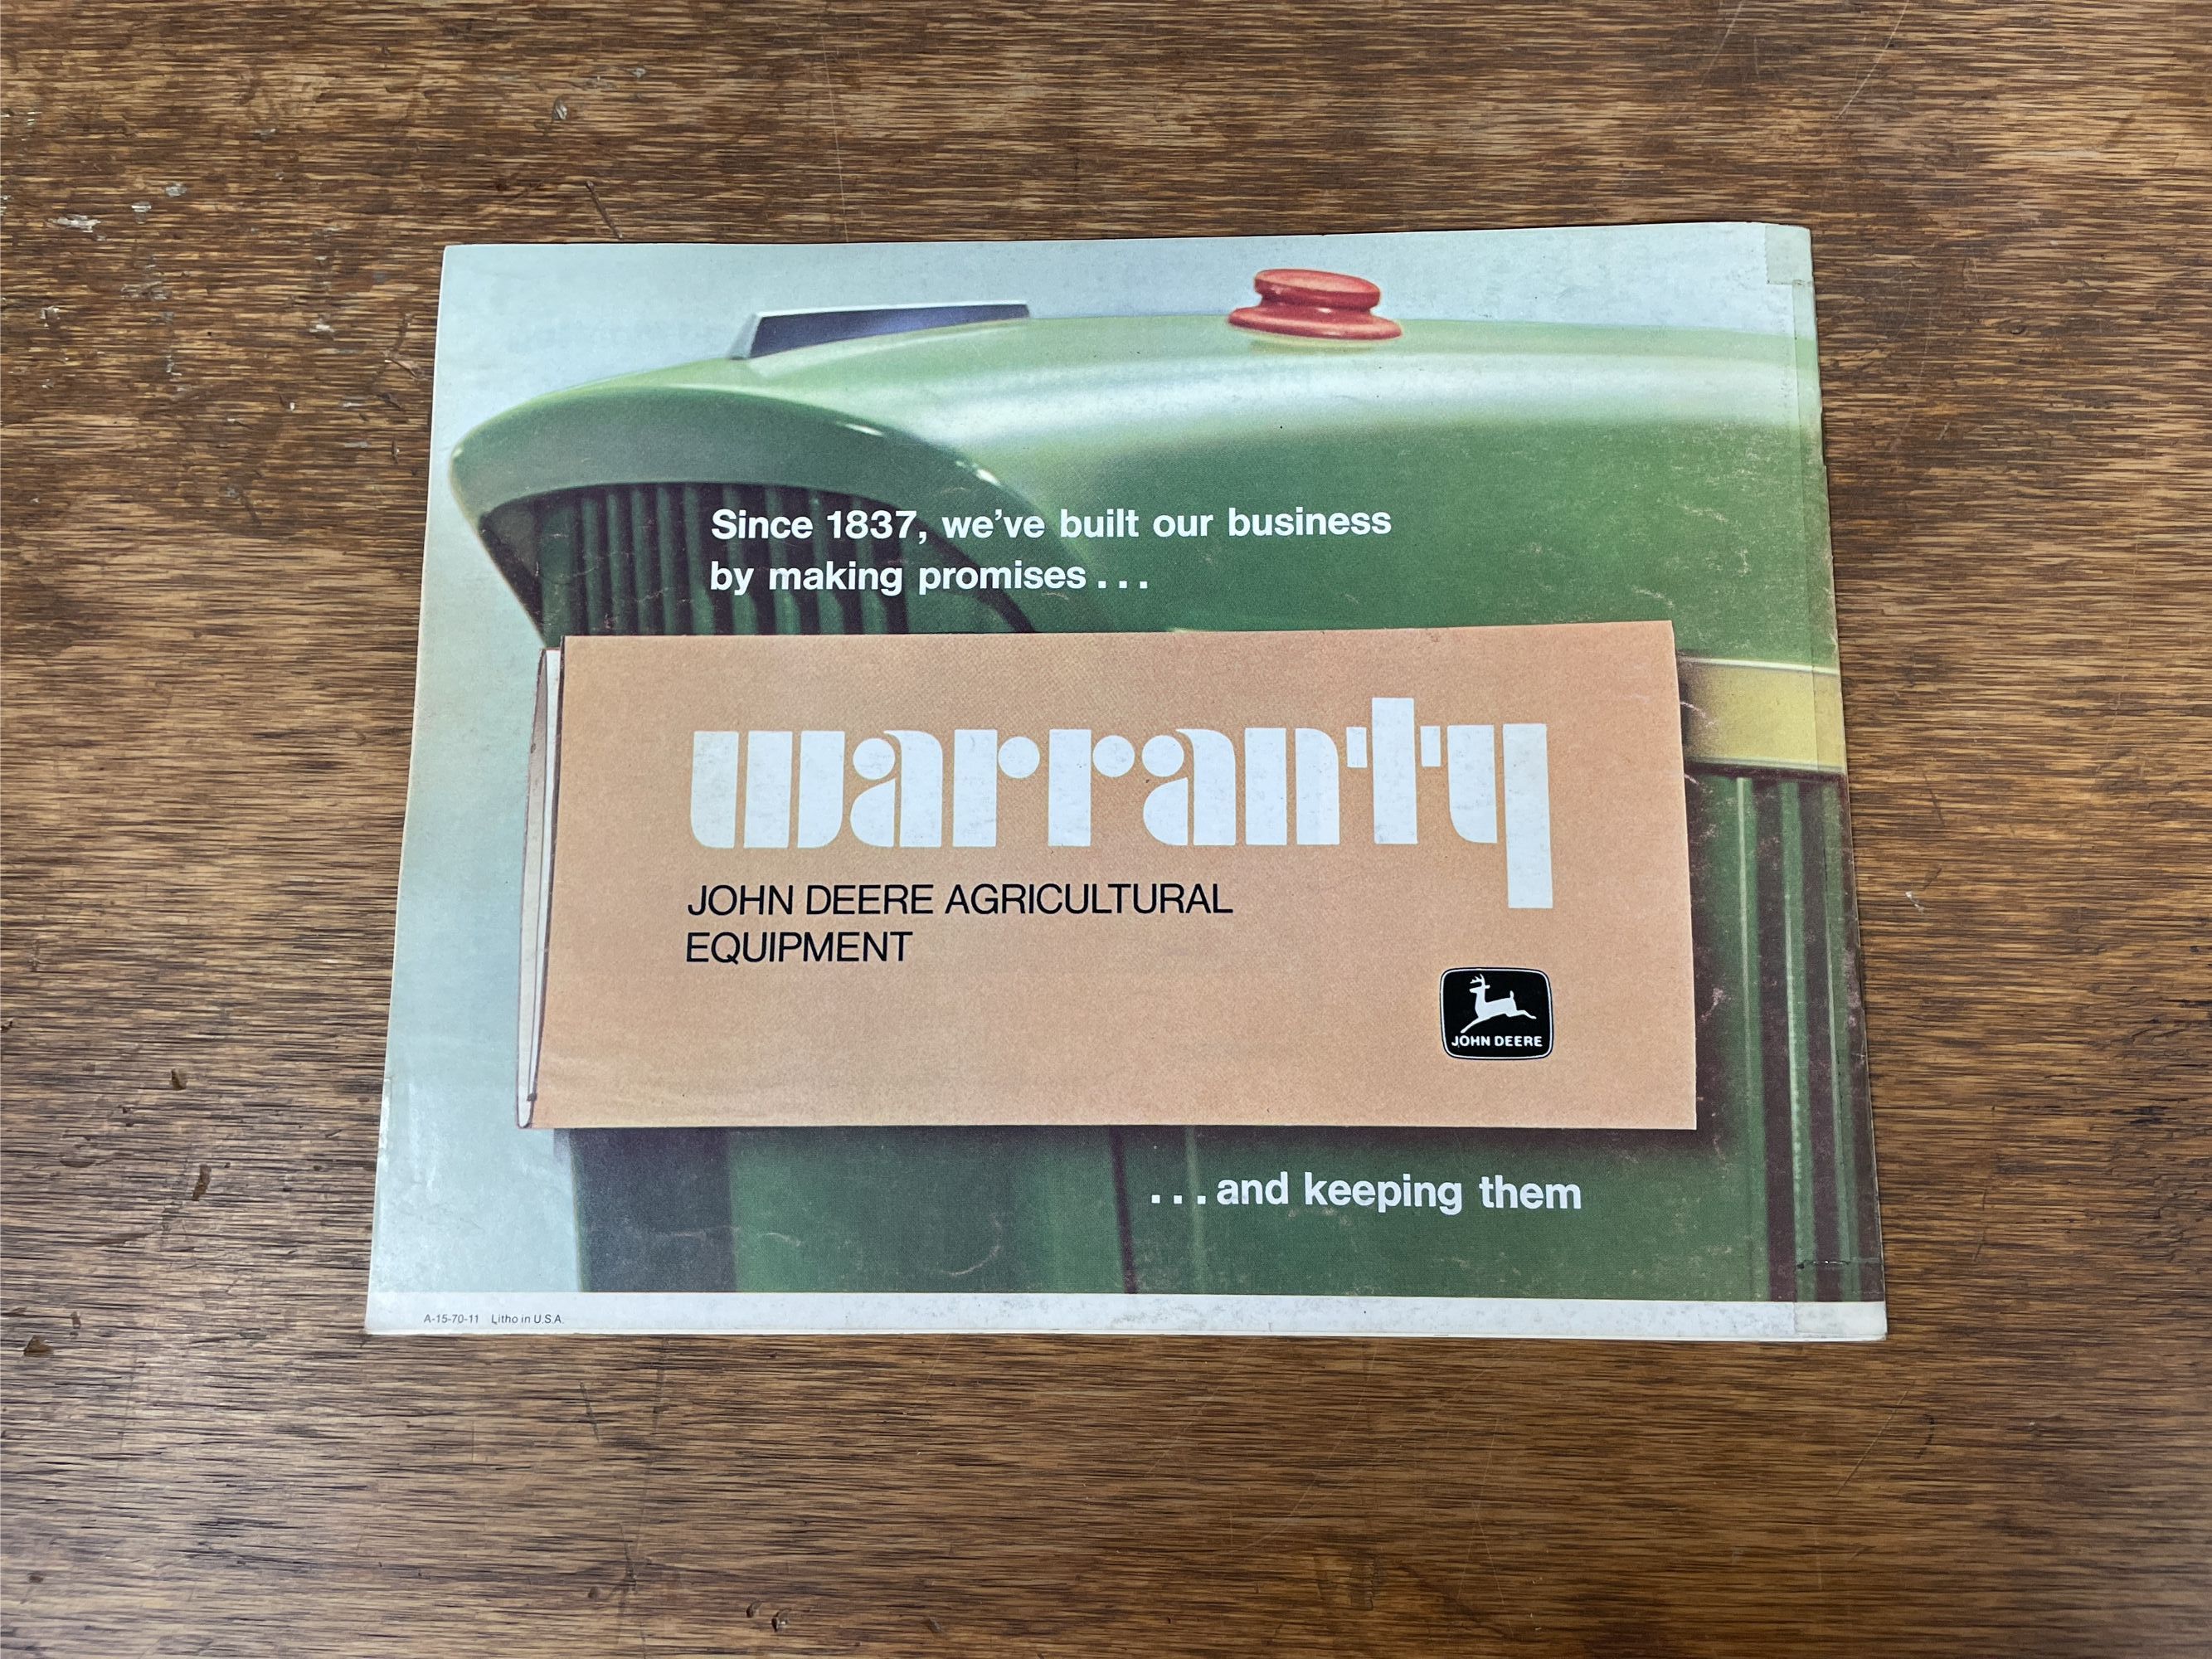 Since 1837, we've built our business
by making promises . . .
warranty
JOHN DEERE AGRICULTURAL
EQUIPMENT
JOHN DEERE
. . . and keeping them
A-15-70-11 Litho in U.S.A.